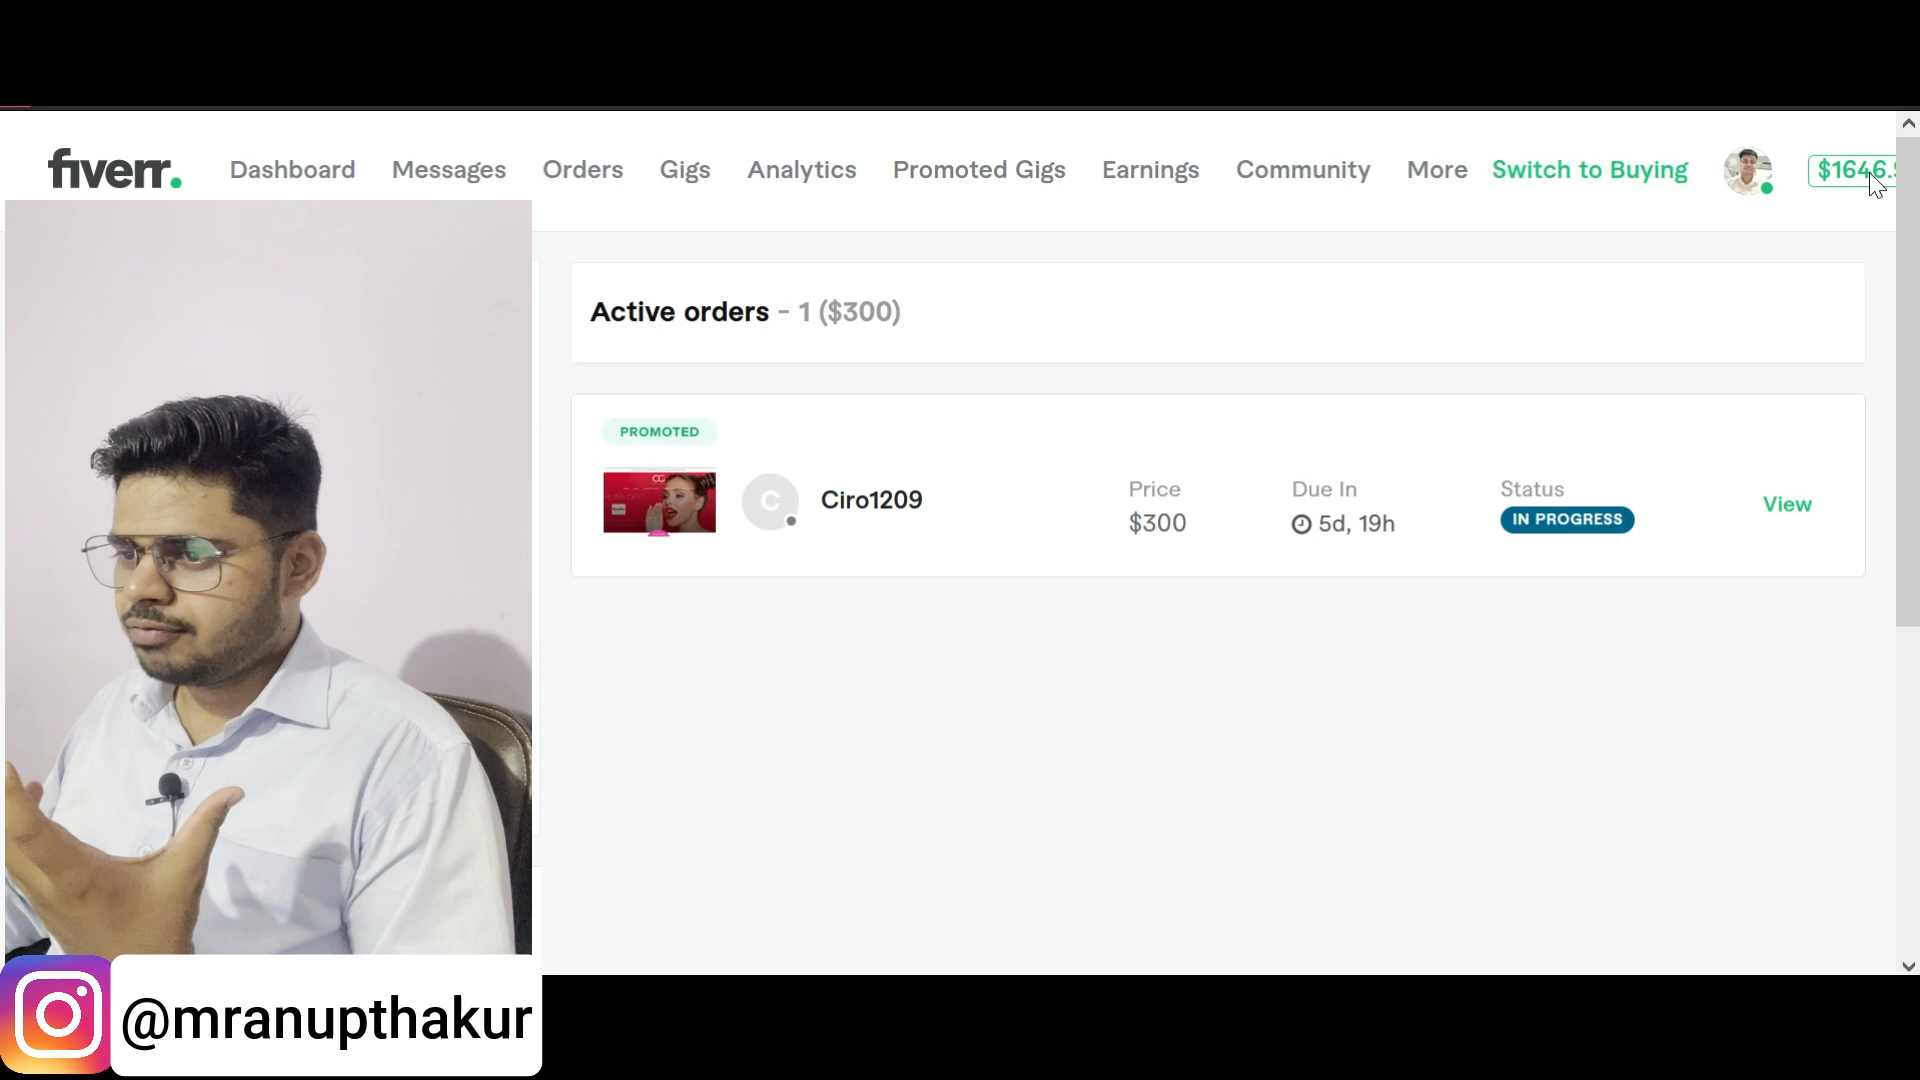 fiverr.
Dashboard Messages Orders Gigs Analytics Promoted Gigs Earnings Community More Switch to Buying $1646.
Active orders - 1 ($300)
PROMOTED
C
Ciro1209
Price
$300
Due In
5d, 19h
Status
IN PROGRESS
View
@mranupthakur